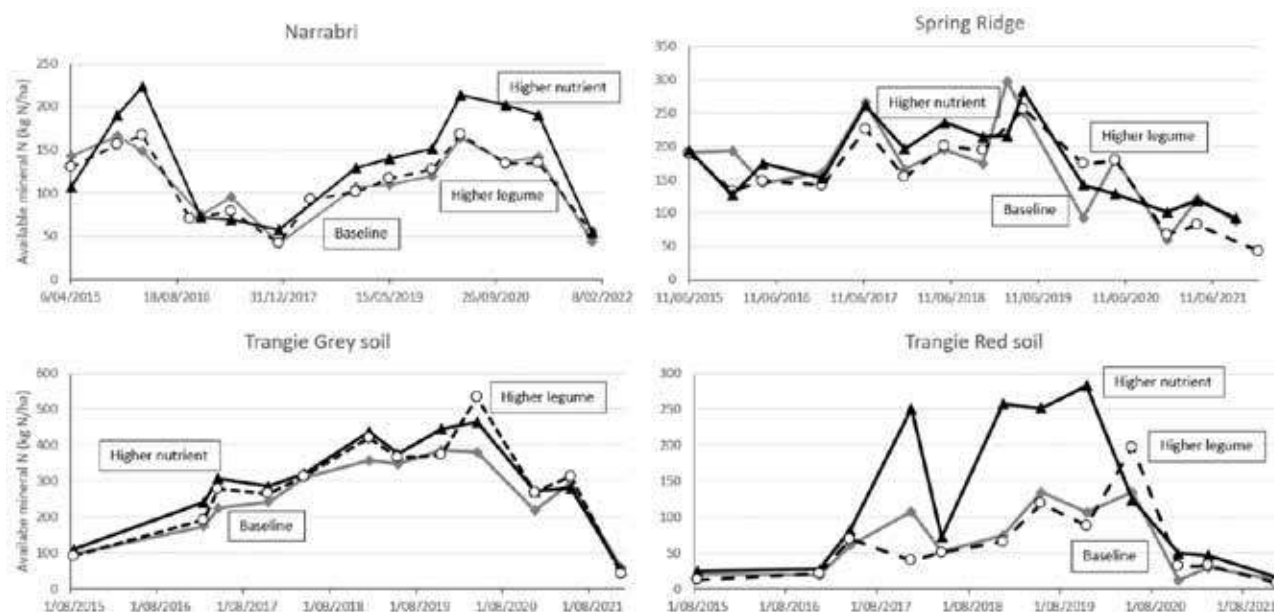 Narrabri
Available mineral N (kg N/ha)
250
200
150
100
50
0
6/04/2015 18/08/2016 31/12/2017 15/05/2019 26/09/2020 8/02/2022
Higher nutrient
Higher legume
Baseline
Spring Ridge
350
300
250
200
150
100
50
0
11/06/2015 11/06/2016 11/06/2017 11/06/2018 11/06/2019 11/06/2020 11/06/2021
Higher nutrient
Higher legume
Baseline
Trangie Grey soil
Availabe mineral N (kg N/ha)
600
500
400
300
200
100
0
1/08/2015 1/08/2016 1/08/2017 1/08/2018 1/08/2019 1/08/2020 1/08/2021
Higher legume
Higher nutrient
Baseline
Trangie Red soil
300
250
200
150
100
50
0
1/08/2015 1/08/2016 1/08/2017 1/08/2018 1/08/2019 1/08/2020 1/08/2021
Higher nutrient
Higher legume
Baseline